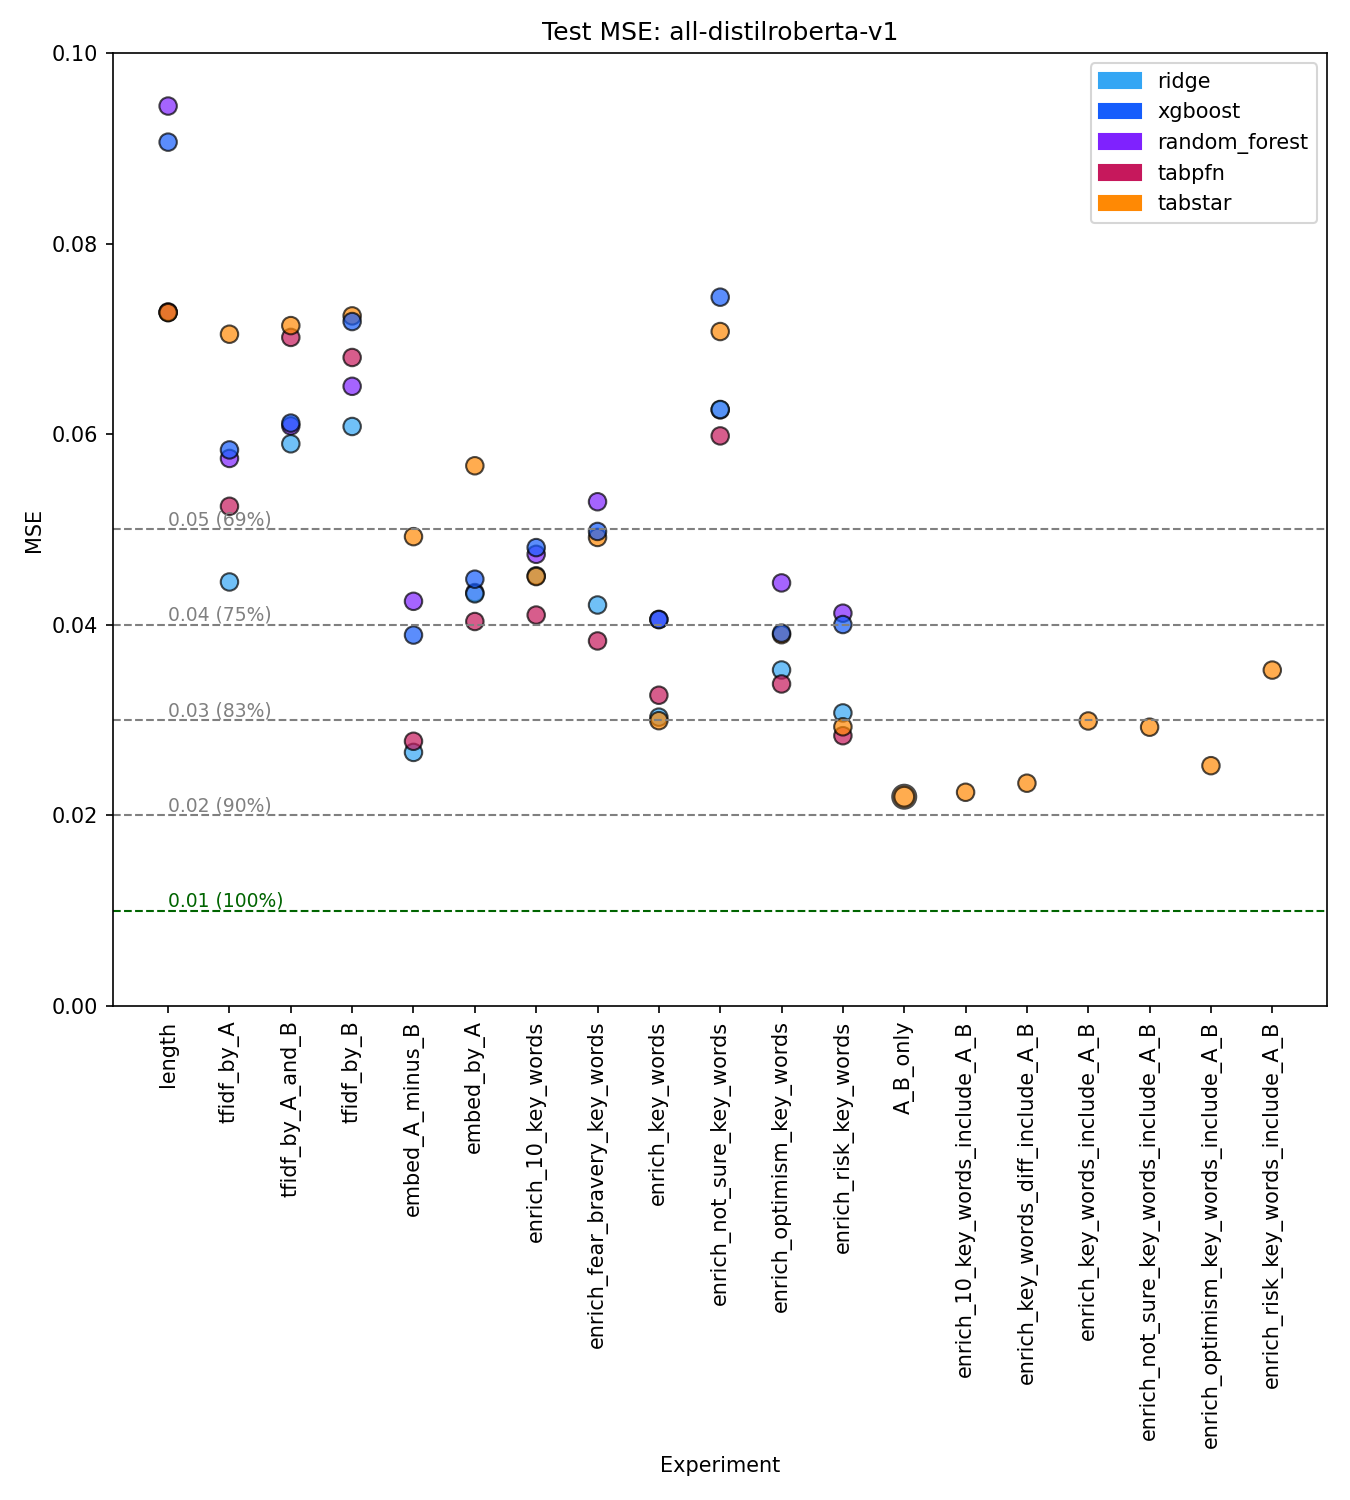 Test MSE: all-distilroberta-v1
0.10
0.08
0.06
0.04
0.02
0.00
MSE
ridge
xgboost
random_forest
tabpfn
tabstar
0.05 (69%)
0.04 (75%)
0.03 (83%)
0.02 (90%)
0.01 (100%)
length
tfidf_by_A
tfidf_by_A_and_B
tfidf_by_B
embed_A_minus_B
embed_by_A
enrich_10_key_words
enrich_fear_bravery_key_words
enrich_key_words
enrich_not_sure_key_words
enrich_optimism_key_words
enrich_risk_key_words
A_B_only
enrich_10_key_words_include_A_B
enrich_key_words_diff_include_A_B
enrich_key_words_include_A_B
enrich_not_sure_key_words_include_A_B
enrich_optimism_key_words_include_A_B
enrich_risk_key_words_include_A_B
Experiment